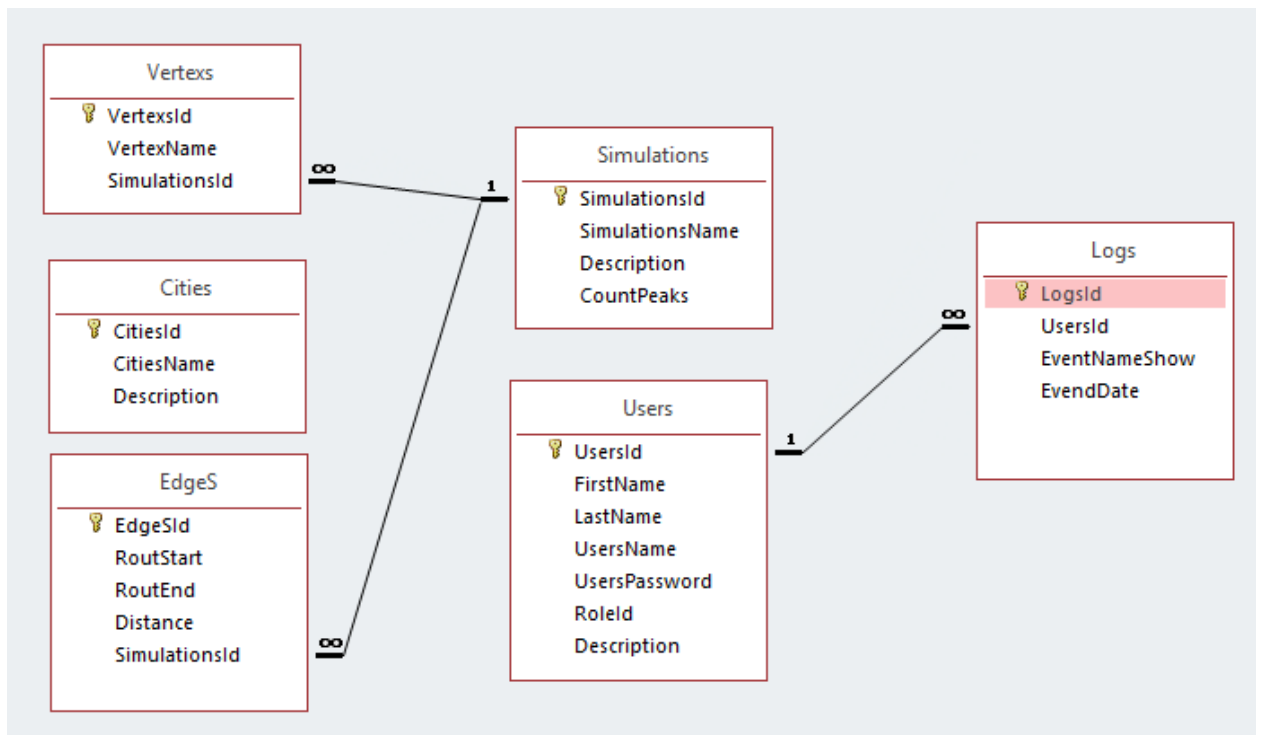 Vertexs
VertexsId
VertexName
SimulationsId
∞
1
Simulations
SimulationsId
SimulationsName
Description
CountPeaks
Cities
CitiesId
CitiesName
Description
EdgeS
EdgeSId
RoutStart
RoutEnd
Distance
SimulationsId
∞
Users
UsersId
FirstName
LastName
UsersName
UsersPassword
RoleId
Description
1
∞
Logs
LogsId
UsersId
EventNameShow
EvendDate